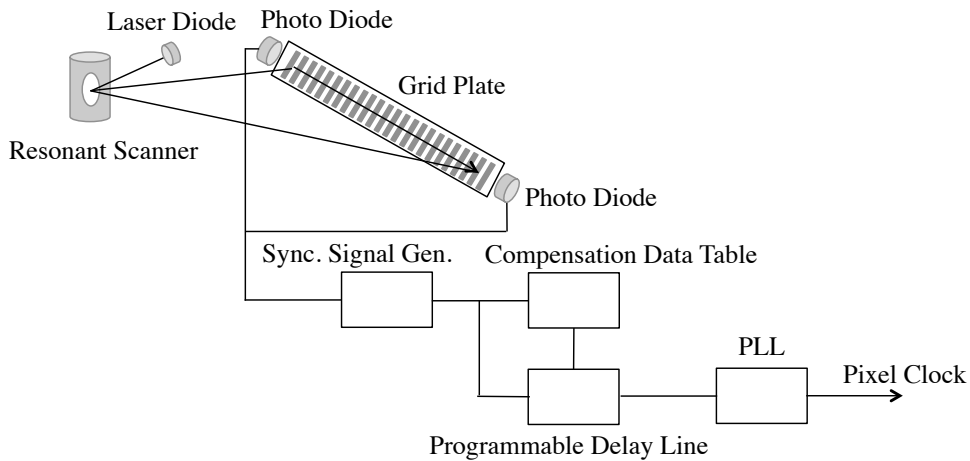 Laser Diode
Photo Diode
Grid Plate
Resonant Scanner
Photo Diode
Sync. Signal Gen.
Compensation Data Table
PLL
Pixel Clock
Programmable Delay Line